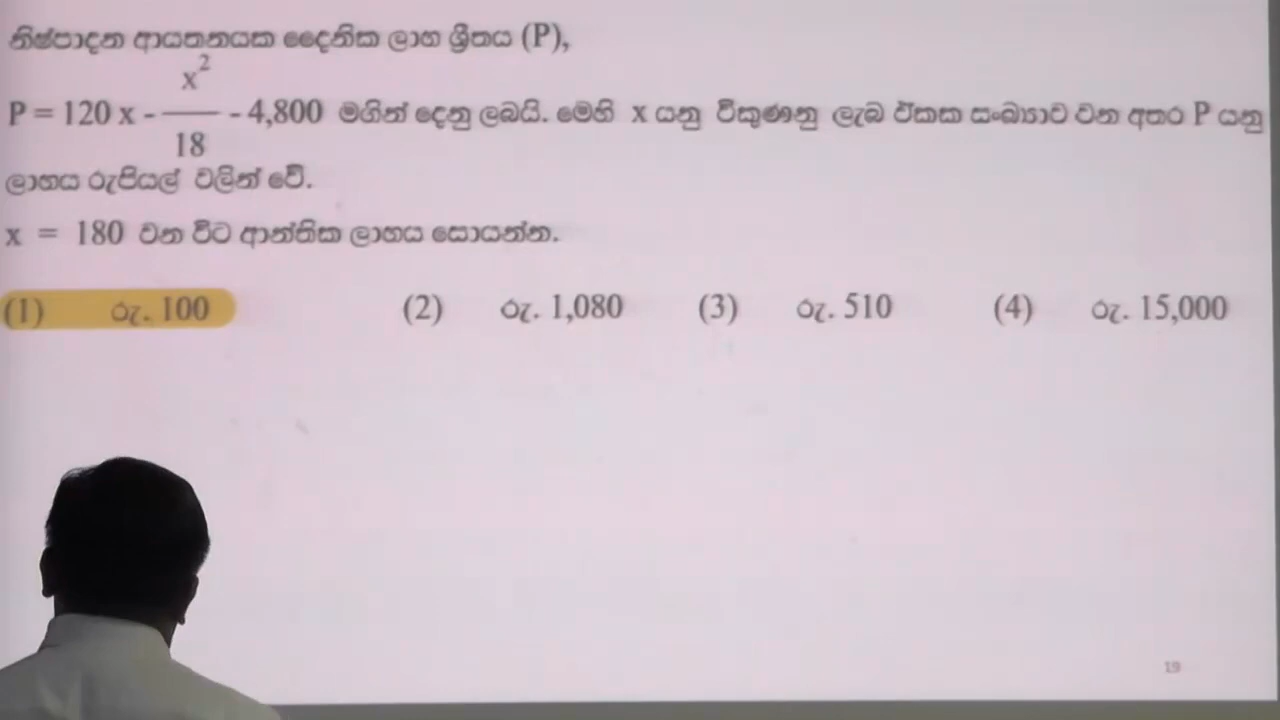 නිෂ්පාදන ආයතනයක දෛනික ලාභ ශ්‍රිතය (P),
P = 120 x - x²/18 - 4,800 මගින් දෙනු ලබයි. මෙහි x යනු විකුණනු ලැබූ ඒකක සංඛ්‍යාව වන අතර P යනු
ලාභය රුපියල් වලින් වේ.
x = 180 වන විට ආන්තික ලාභය සොයන්න.
(1) රු. 100 (2) රු. 1,080 (3) රු. 510 (4) රු. 15,000
19